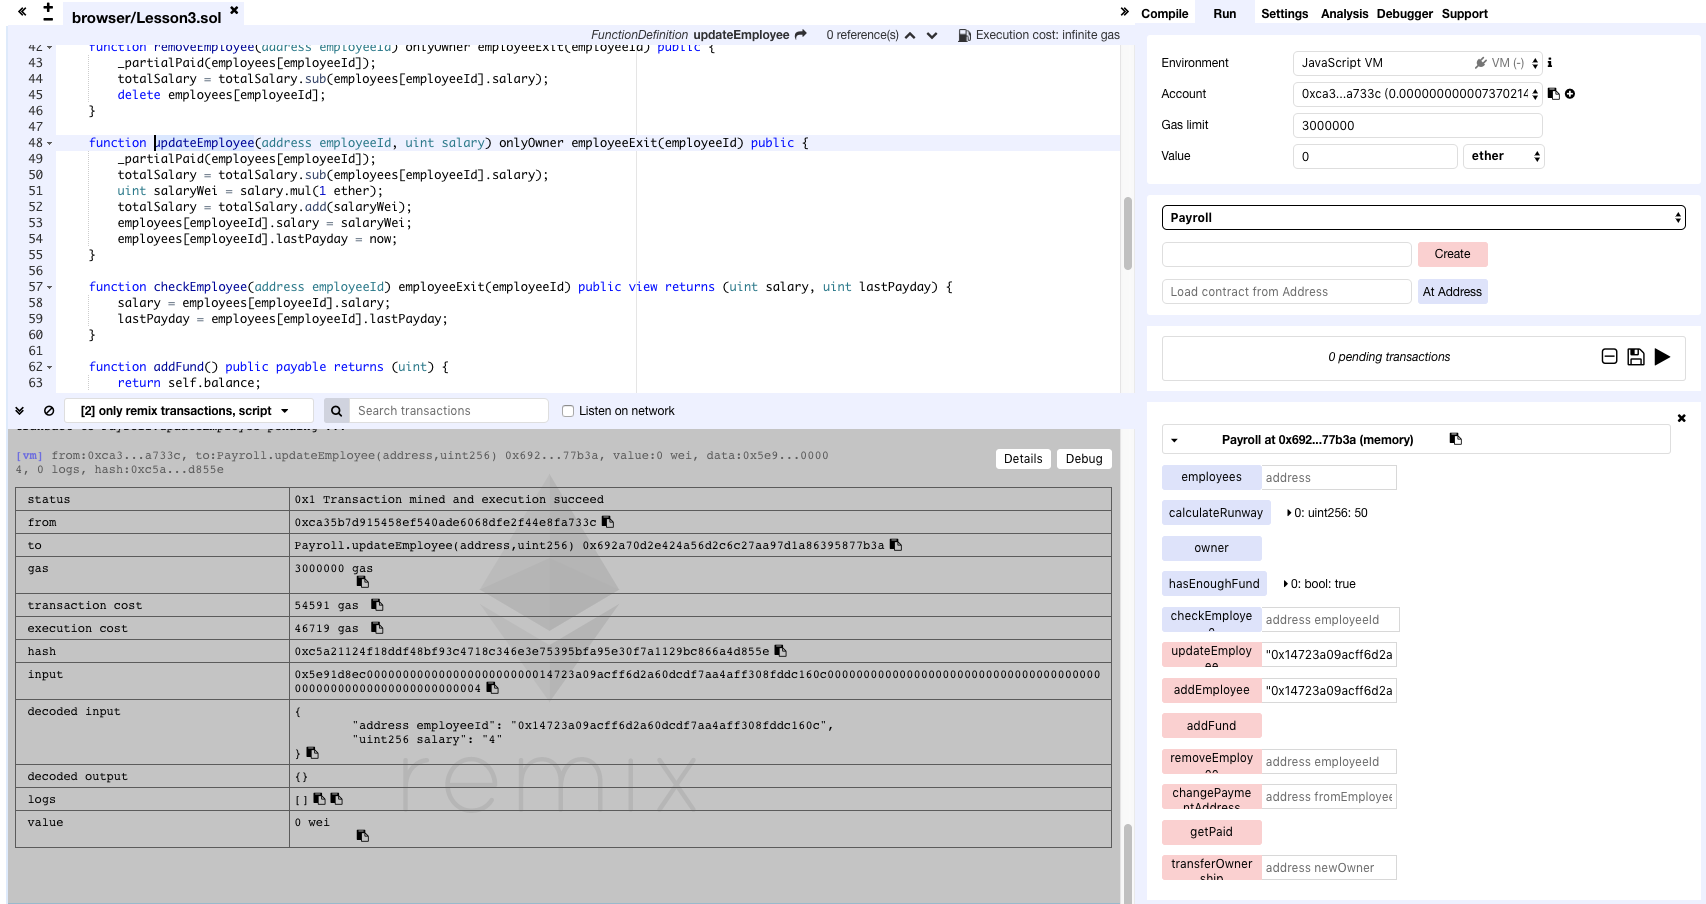 browser/Lesson3.sol
FunctionDefinition updateEmployee 0 reference(s) Execution cost: infinite gas
42 function removeEmployee(address employeeId) onlyOwner employeeExit(employeeId) public {
43 _partialPaid(employees[employeeId]);
44 totalSalary = totalSalary.sub(employees[employeeId].salary);
45 delete employees[employeeId];
46 }
47
48 function updateEmployee(address employeeId, uint salary) onlyOwner employeeExit(employeeId) public {
49 _partialPaid(employees[employeeId]);
50 totalSalary = totalSalary.sub(employees[employeeId].salary);
51 uint salaryWei = salary.mul(1 ether);
52 totalSalary = totalSalary.add(salaryWei);
53 employees[employeeId].salary = salaryWei;
54 employees[employeeId].lastPayday = now;
55 }
56
57 function checkEmployee(address employeeId) employeeExit(employeeId) public view returns (uint salary, uint lastPayday) {
58 salary = employees[employeeId].salary;
59 lastPayday = employees[employeeId].lastPayday;
60 }
61
62 function addFund() public payable returns (uint) {
63 return self.balance;
[2] only remix transactions, script Search transactions Listen on network
[vm] from:0xca3...a733c, to:Payroll.updateEmployee(address,uint256) 0x692...77b3a, value:0 wei, data:0x5e9...0000
4, 0 logs, hash:0xc5a...d855e
Details Debug
status 0x1 Transaction mined and execution succeed
from 0xca35b7d915458ef540ade6068dfe2f44e8fa733c
to Payroll.updateEmployee(address,uint256) 0x692a70d2e424a56d2c6c27aa97d1a86395877b3a
gas 3000000 gas
transaction cost 54591 gas
execution cost 46719 gas
hash 0xc5a21124f18ddf48bf93c4718c346e3e75395bfa95e30f7a1129bc866a4d855e
input 0x5e91d8ec00000000000000000000000014723a09acff6d2a60dcdf7aa4aff308fddc160c00000000000000000000000000000000000000
00000000000000000000000004
decoded input {
"address employeeId": "0x14723a09acff6d2a60dcdf7aa4aff308fddc160c",
"uint256 salary": "4"
}
decoded output {}
logs []
value 0 wei
remix
Compile Run Settings Analysis Debugger Support
Environment JavaScript VM VM (-)
Account 0xca3...a733c (0.00000000000737021
Gas limit 3000000
Value 0 ether
Payroll
Create
Load contract from Address At Address
0 pending transactions
Payroll at 0x692...77b3a (memory)
employees address
calculateRunway 0: uint256: 50
owner
hasEnoughFund 0: bool: true
checkEmploye address employeeId
updateEmploy "0x14723a09acff6d2a
ee
addEmployee "0x14723a09acff6d2a
addFund
removeEmploy address employeeId
ee
changePayme address fromEmployee
ntAddress
getPaid
transferOwner address newOwner
ship